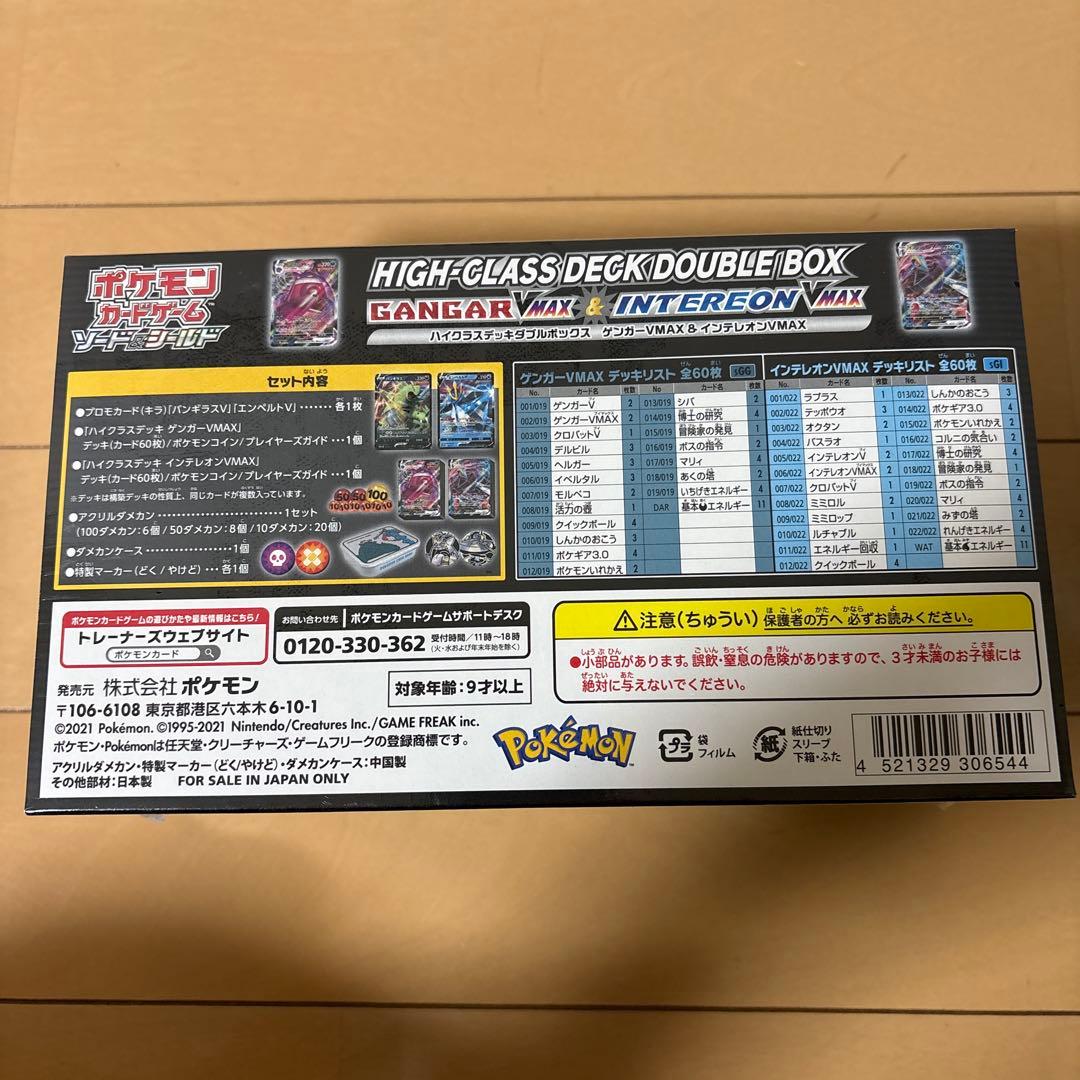 ポケモン
カードゲーム
ソード&シールド
HIGH-CLASS DECK DOUBLE BOX
GANGAR VMAX & INTEREON VMAX
ハイクラスデッキダブルボックス ゲンガーVMAX & インテレオンVMAX
セット内容
●プロモカード(キラ)「バンギラスV」「エンペルトV」・・・・・・・各1枚
●「ハイクラスデッキ ゲンガーVMAX」
デッキ(カード60枚)/ポケモンコイン/プレイヤーズガイド・・・1個
●「ハイクラスデッキ インテレオンVMAX」
デッキ(カード60枚)/ポケモンコイン/プレイヤーズガイド・・・1個
※デッキは構築デッキの性質上、同じカードが複数入っています。
●アクリルダメカン・・・・・・・・・・・・・・・1セット
(100ダメカン:6個/50ダメカン:8個/10ダメカン:20個)
●ダメカンケース・・・・・・・・・・・・・・・・1個
●特製マーカー(どく/やけど)・・・各1個
ゲンガーVMAX デッキリスト 全60枚 sGG
No. カード名 枚数 No カード名 枚数
001/019 ゲンガーV 2 013/019 シバ 2
002/019 ゲンガーVMAX 2 014/019 博士の研究 4
003/019 クロバットV 2 015/019 冒険家の発見 2
004/019 デルビル 4 016/019 ボスの指令 2
005/019 ヘルガー 3 017/019 マリィ 4
006/019 イベルタル 3 018/019 あくの塔 2
007/019 モルペコ 2 019/019 いちげきエネルギー 4
008/019 活力の壺 1 DAR 基本エネルギー 11
009/019 クイックボール 4
010/019 しんかのおこう 3
011/019 ポケギア3.0 4
012/019 ポケモンいれかえ 2
インテレオンVMAX デッキリスト 全60枚 sGI
No. カード名 枚数 No. カード名 枚数
001/022 ラプラス 1 013/022 しんかのおこう 3
002/022 テッポウオ 3 014/022 ポケギア3.0 4
003/022 オクタン 2 015/022 ポケモンいれかえ 2
004/022 バスラオ 1 016/022 コルニの気合い 2
005/022 インテレオンV 017/022 博士の研究 4
006/022 インテレオンVMAX 2 018/022 冒険家の発見 1
007/022 クロバットV 1 019/022 ボスの指令 2
008/022 ミミロル 020/022 マリィ 4
009/022 ミミロップ 021/022 みずの塔 2
010/022 ルチャブル 022/022 れんげきエネルギー 4
011/022 エネルギー回収 1 WAT 基本エネルギー 11
012/022 クイックボール 4
ポケモンカードゲームの遊びかたや最新情報はこちら!
トレーナーズウェブサイト
ポケモンカード
お問い合わせ先 ポケモンカードゲームサポートデスク
0120-330-362 受付時間/11時~18時
(火・水および年末年始を除く)
発売元 株式会社 ポケモン
対象年齢:9才以上
〒106-6108 東京都港区六本木6-10-1
©2021 Pokémon. ©1995-2021 Nintendo/Creatures Inc./GAME FREAK inc.
ポケモン・Pokémonは任天堂・クリーチャーズ・ゲームフリークの登録商標です。
アクリルダメカン・特製マーカー(どく/やけど)・ダメカンケース:中国製
その他部材:日本製 FOR SALE IN JAPAN ONLY
注意(ちゅうい) 保護者の方へ 必ずお読みください。
●小部品があります。誤飲・窒息の危険がありますので、3才未満のお子様には
絶対に与えないでください。
POKéMON
プラ 袋
フィルム
紙 紙仕切り
スリーブ
下箱・ふた
4 521329 306544